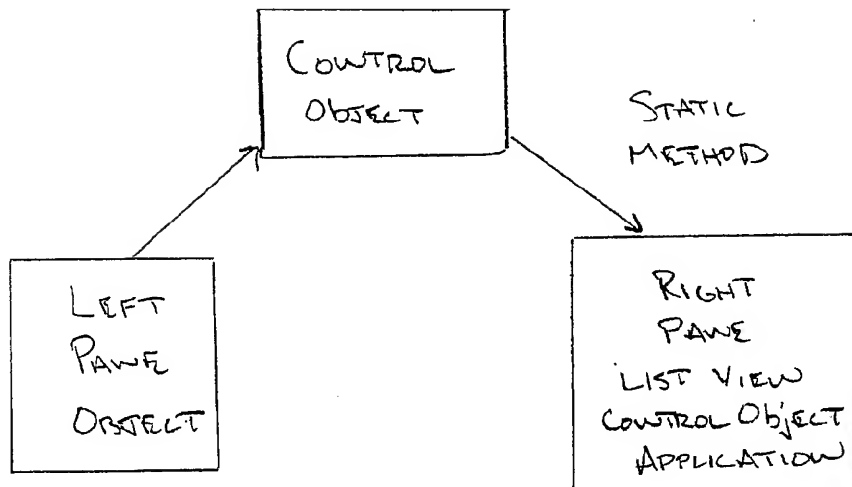 CONTROL
OBJECT
STATIC
METHOD
LEFT
PANE
OBJECT
RIGHT
PANE
LIST VIEW
CONTROL OBJECT
APPLICATION